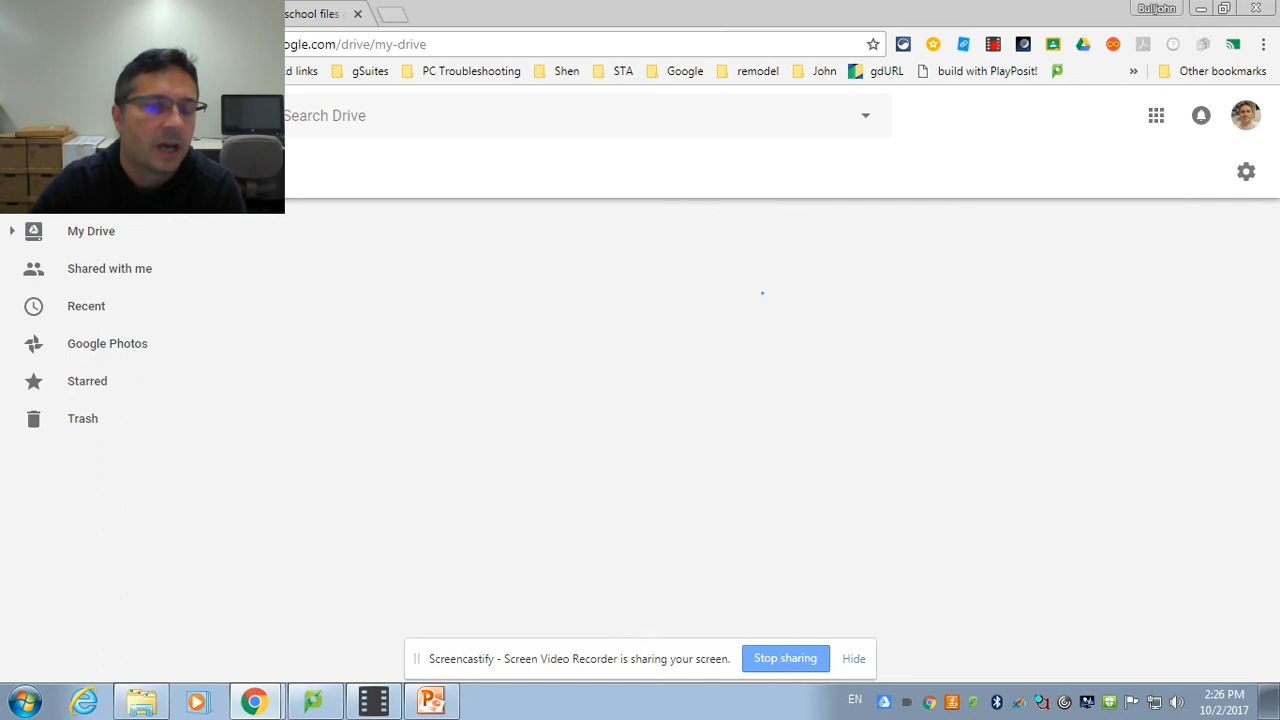 school files
Bulljohn
ogle.com/drive/my-drive
d links
gSuites
PC Troubleshooting
Shen
STA
Google
remodel
John
gdURL
build with PlayPosit!
»
Other bookmarks
Search Drive
My Drive
Shared with me
Recent
Google Photos
Starred
Trash
Screencastify - Screen Video Recorder is sharing your screen.
Stop sharing
Hide
EN
2:26 PM
10/2/2017